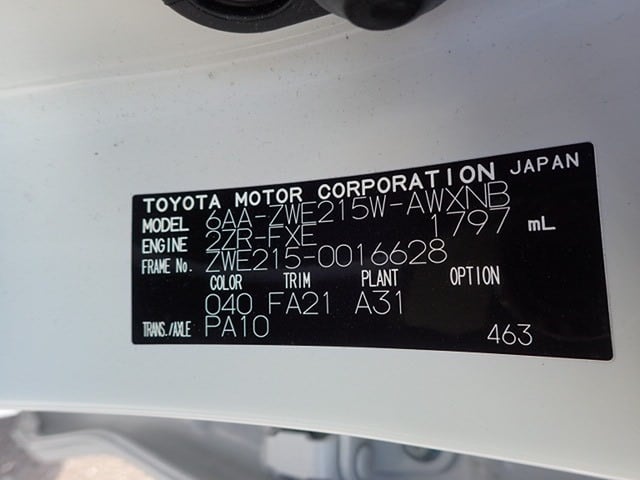 TOYOTA MOTOR CORPORATION JAPAN
MODEL 6AA-ZWE215W-AWXNB
ENGINE 2ZR-FXE 1797 mL
FRAME No. ZWE215-0016628
COLOR TRIM PLANT OPTION
040 FA21 A31
TRANS./AXLE PA10 463